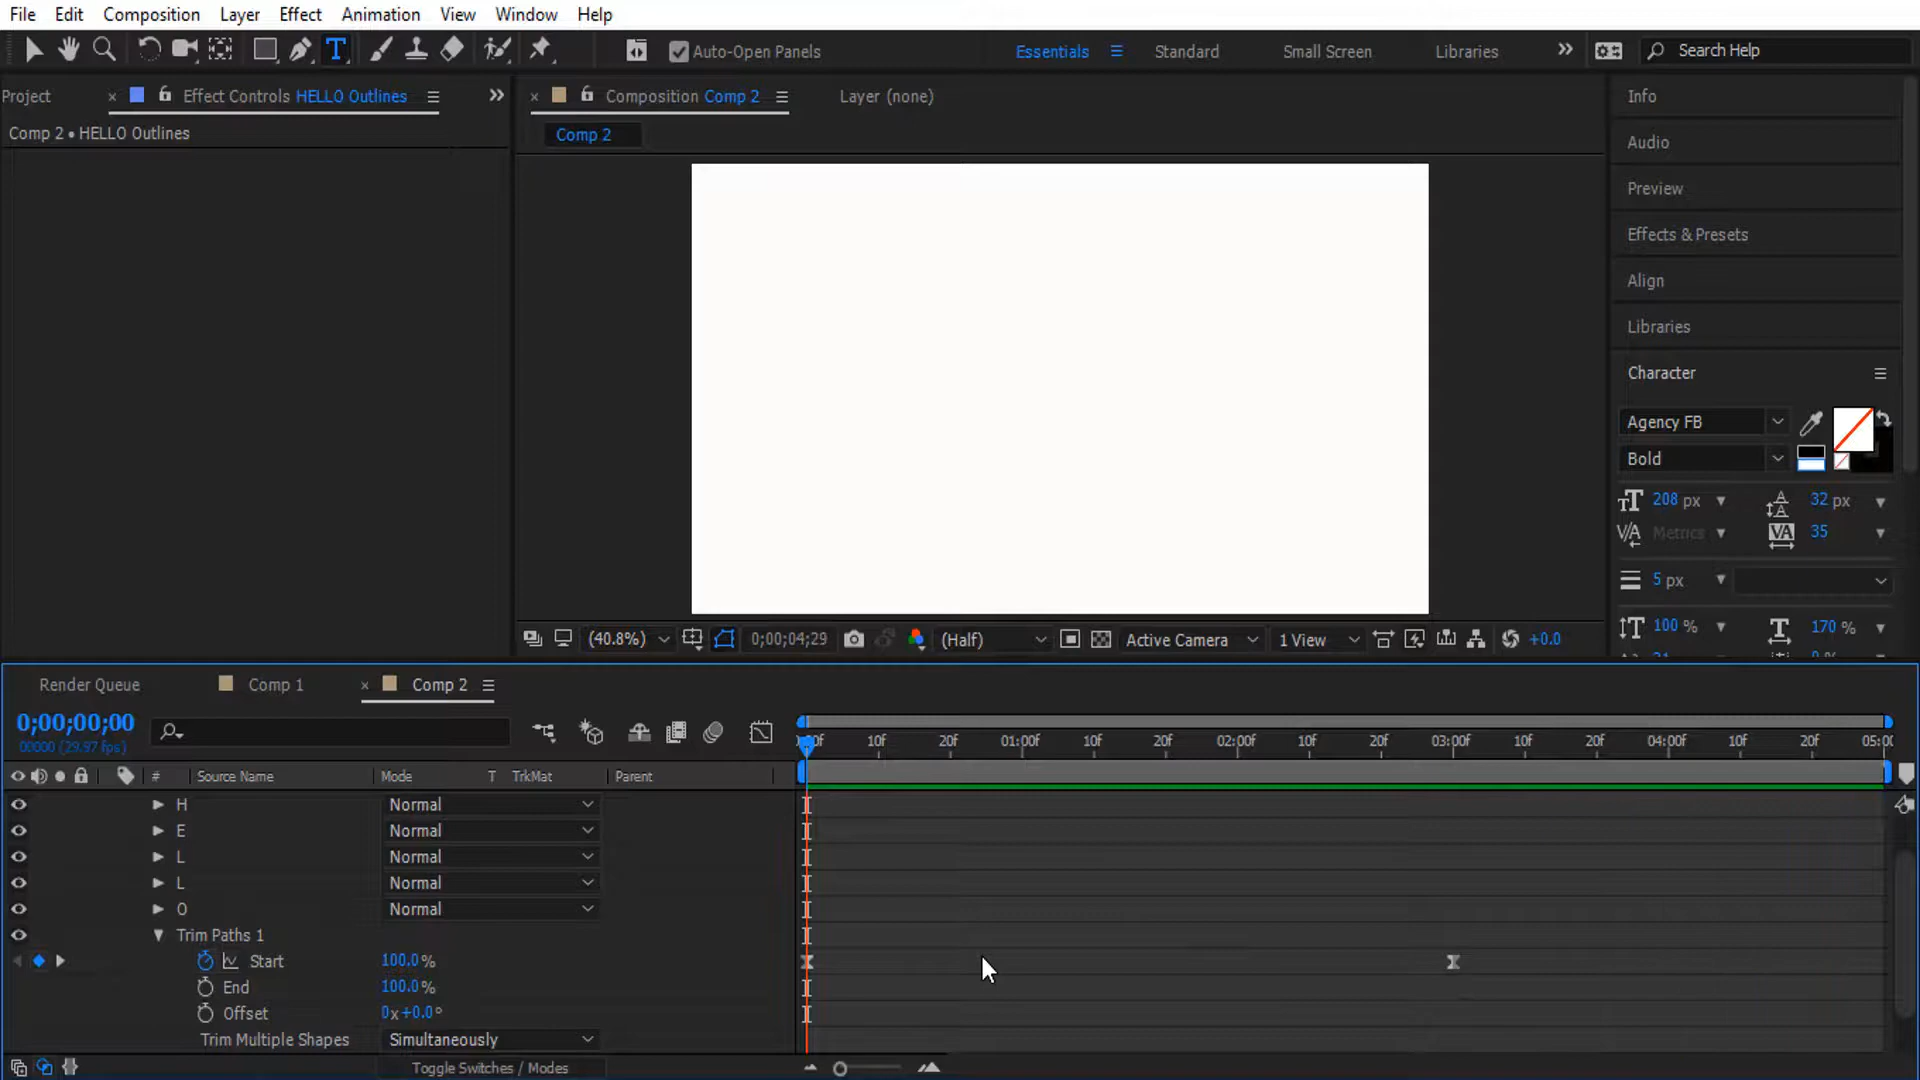 File Edit Composition Layer Effect Animation View Window Help
T Auto-Open Panels Essentials Standard Small Screen Libraries Search Help
Project Effect Controls HELLO Outlines Composition Comp 2 Layer (none) Info
Comp 2 • HELLO Outlines Comp 2
Audio
Preview
Effects & Presets
Align
Libraries
Character
Agency FB
Bold
208 px 32 px
Metrics 35
5 px
100 % 170 %
(40.8%) 0;00;04;29 (Half) Active Camera 1 View +0.0
Render Queue Comp 1 Comp 2
0;00;00;00
00000 (29.97 fps)
10f 20f 01:00f 10f 20f 02:00f 10f 20f 03:00f 10f 20f 04:00f 10f 20f 05:00
# Source Name Mode T TrkMat Parent
H Normal
E Normal
L Normal
L Normal
O Normal
Trim Paths 1
Start 100.0 %
End 100.0 %
Offset 0x+0.0°
Trim Multiple Shapes Simultaneously
Toggle Switches / Modes